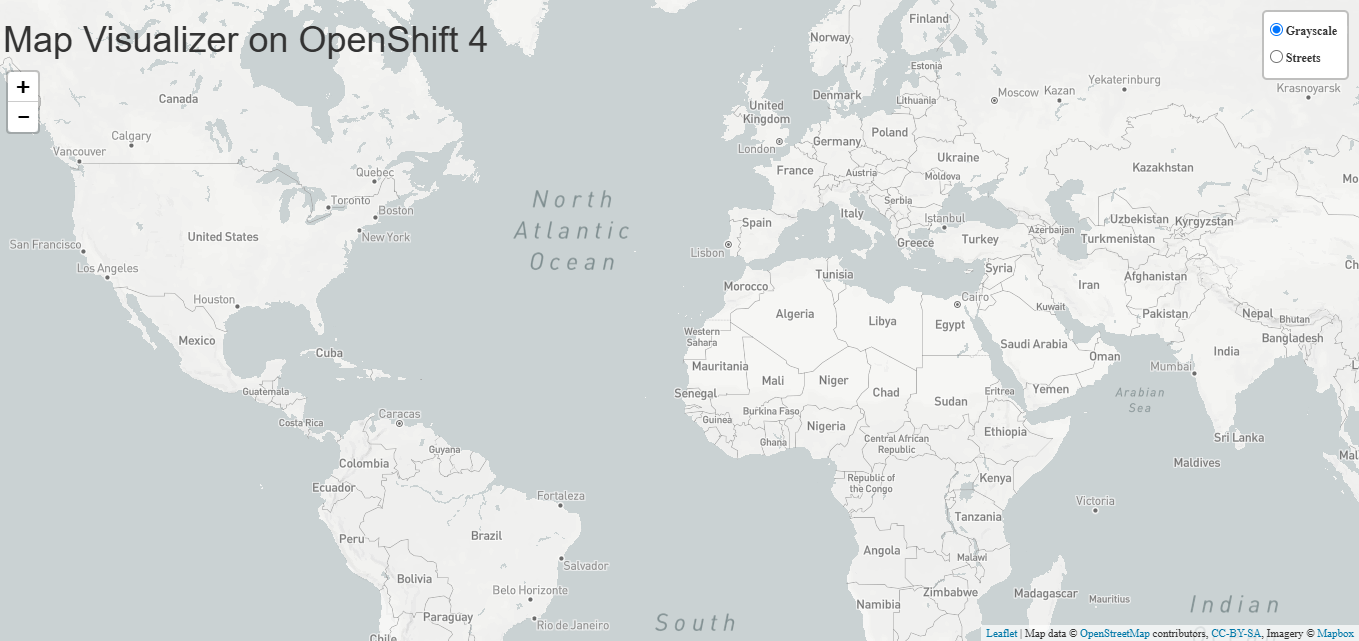 Map Visualizer on OpenShift 4
+
−
Grayscale
Streets
Finland
Norway
Estonia
Denmark
Lithuania
Moscow
Kazan
Yekaterinburg
Krasnoyarsk
Canada
Calgary
Vancouver
Quebec
Toronto
Boston
New York
San Francisco
United States
Los Angeles
Houston
Mexico
Cuba
Guatemala
Costa Rica
Caracas
North
Atlantic
Ocean
United
Kingdom
London
Germany
Poland
Ukraine
France
Austria
Moldova
Kazakhstan
Mo
Serbia
Spain
Italy
Istanbul
Lisbon
Greece
Turkey
Azerbaijan
Uzbekistan
Kyrgyzstan
Turkmenistan
Syria
Tunisia
Morocco
Iran
Afghanistan
Ch
Cairo
Kuwait
Algeria
Libya
Egypt
Pakistan
Nepal
Bhutan
Western
Sahara
Saudi Arabia
Oman
India
Bangladesh
Mauritania
Mali
Niger
Chad
Sudan
Eritrea
Yemen
Mumbai
L
Senegal
Arabian
Sea
Burkina Faso
Guinea
Nigeria
Ghana
Central African
Republic
Ethiopia
Sri Lanka
Maldives
Mal
Guyana
Colombia
Ecuador
Republic of
the Congo
Kenya
Fortaleza
Victoria
Tanzania
Peru
Brazil
Angola
Malawi
Salvador
Bolivia
Belo Horizonte
Zimbabwe
Madagascar
Mauritius
Namibia
Indian
Paraguay
Rio de Janeiro
South
Chile
Leaflet | Map data © OpenStreetMap contributors, CC-BY-SA, Imagery © Mapbox